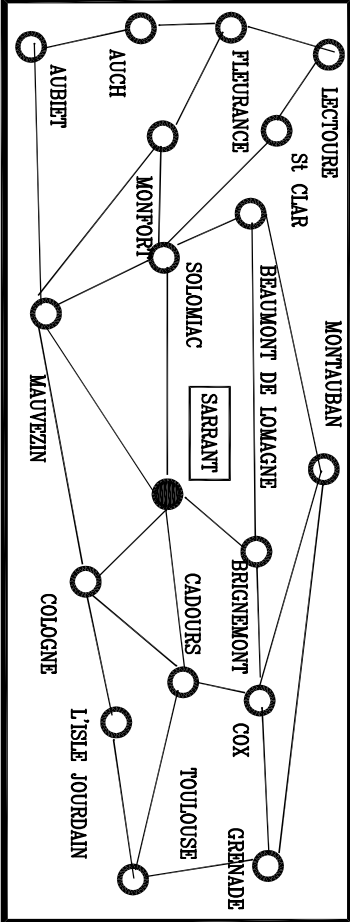 LECTOURE
FLEURANCE
AUCH
AUBIET
St CLAR
MONFORT
SOLOMIAC
BEAUMONT DE LOMAGNE
MONTAUBAN
MAUVEZIN
SARRANT
BRIGNEMONT
CADOURS
COLOGNE
COX
L'ISLE JOURDAIN
TOULOUSE
GRENADE